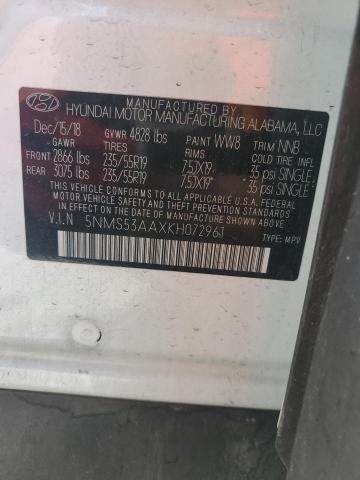 MANUFACTURED BY
HYUNDAI MOTOR MANUFACTURING ALABAMA, LLC
Dec/15/18 GVWR 4828 lbs PAINT WW8 TRIM NNB
GAWR TIRES RIMS COLD TIRE INFL
FRONT 2866 lbs 235/55R19 7.5JX19" 35 psi SINGLE
REAR 3075 lbs 235/55R19 7.5JX19" 35 psi SINGLE
THIS VEHICLE CONFORMS TO ALL APPLICABLE U.S.A. FEDERAL
MOTOR VEHICLE SAFETY, BUMPER, AND THEFT PREVENTION
STANDARDS IN EFFECT ON THE DATE OF MANUFACTURE SHOWN ABOVE.
V.I.N 5NMS53AAXKH072961 TYPE: MPV